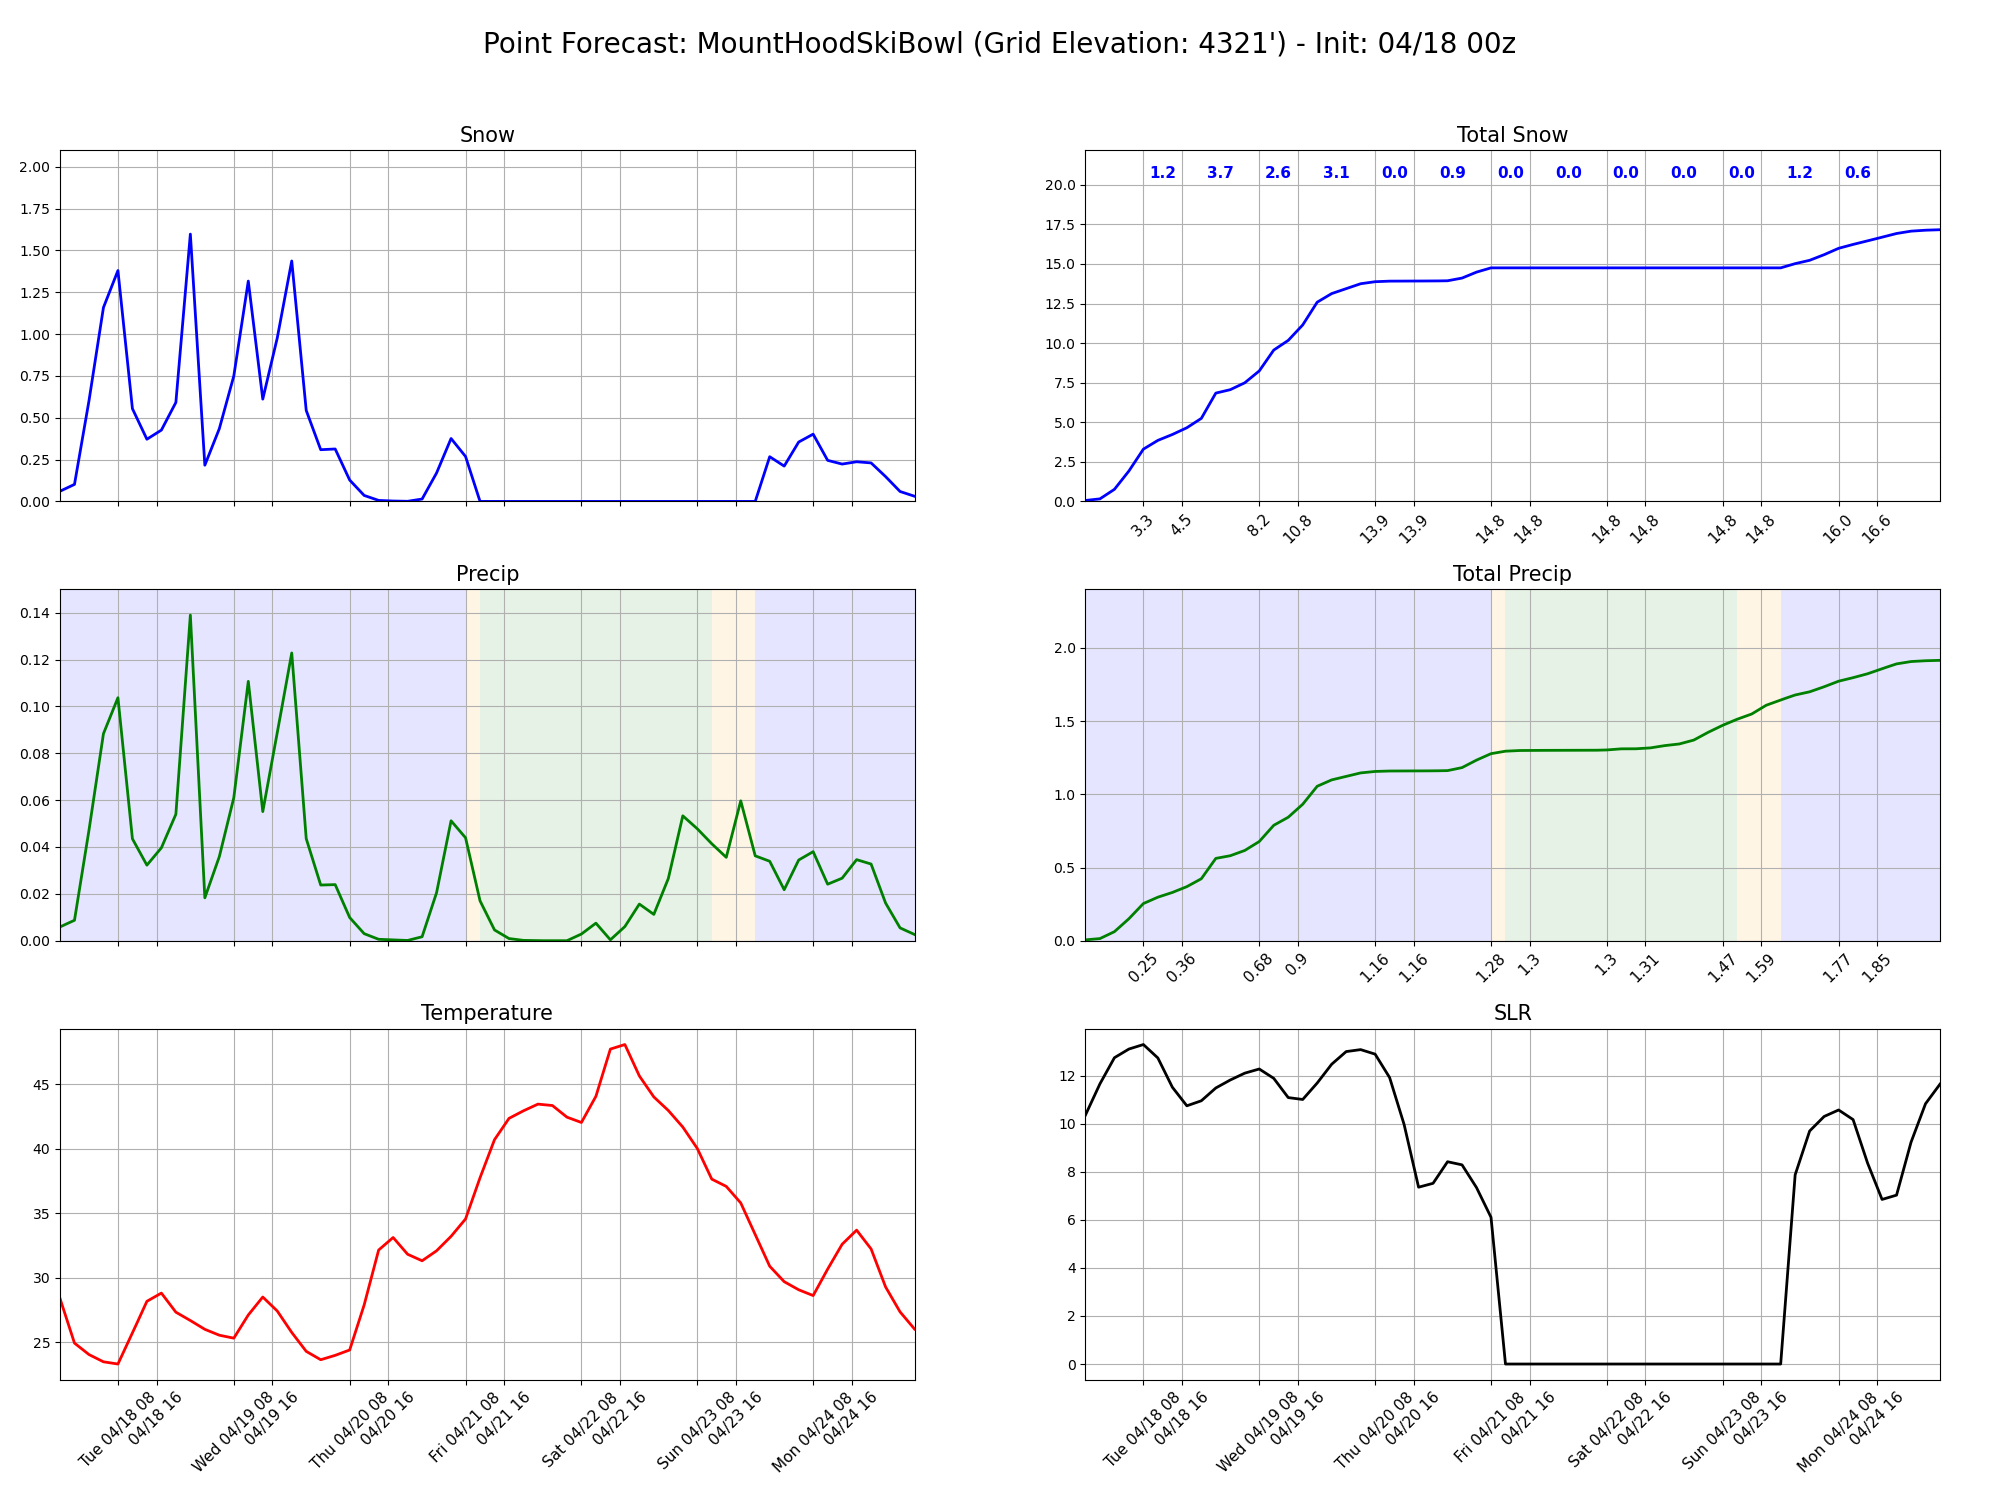 Point Forecast: MountHoodSkiBowl (Grid Elevation: 4321') - Init: 04/18 00z
Snow
2.00
1.75
1.50
1.25
1.00
0.75
0.50
0.25
0.00
Total Snow
1.2 3.7 2.6 3.1 0.0 0.9 0.0 0.0 0.0 0.0 0.0 1.2 0.6
20.0
17.5
15.0
12.5
10.0
7.5
5.0
2.5
0.0
3.3 4.5 8.2 10.8 13.9 13.9 14.8 14.8 14.8 14.8 14.8 14.8 16.0 16.6
Precip
0.14
0.12
0.10
0.08
0.06
0.04
0.02
0.00
Total Precip
2.0
1.5
1.0
0.5
0.0
0.25 0.36 0.68 0.9 1.16 1.16 1.28 1.3 1.3 1.31 1.47 1.59 1.77 1.85
Temperature
45
40
35
30
25
Tue 04/18 08
04/18 16
Wed 04/19 08
04/19 16
Thu 04/20 08
04/20 16
Fri 04/21 08
04/21 16
Sat 04/22 08
04/22 16
Sun 04/23 08
04/23 16
Mon 04/24 08
04/24 16
SLR
12
10
8
6
4
2
0
Tue 04/18 08
04/18 16
Wed 04/19 08
04/19 16
Thu 04/20 08
04/20 16
Fri 04/21 08
04/21 16
Sat 04/22 08
04/22 16
Sun 04/23 08
04/23 16
Mon 04/24 08
04/24 16